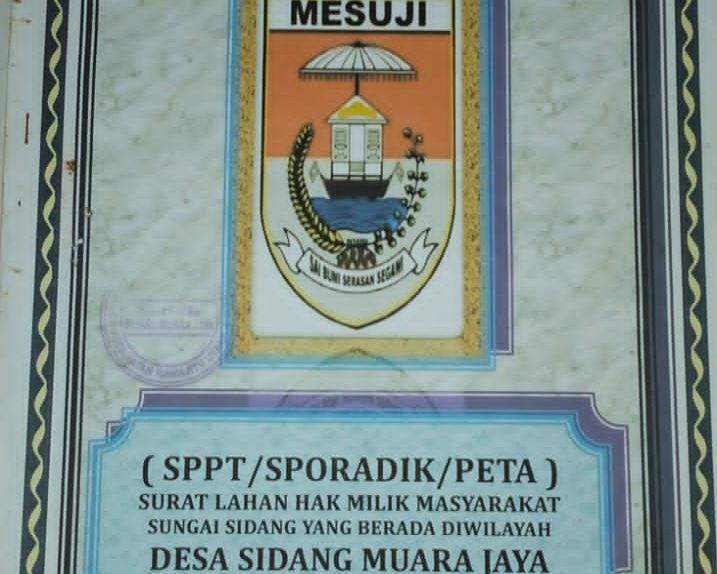 MESUJI
SAI BUMI SERASAN SEGAWI
( SPPT/SPORADIK/PETA )
SURAT LAHAN HAK MILIK MASYARAKAT
SUNGAI SIDANG YANG BERADA DIWILAYAH
DESA SIDANG MUARA JAYA